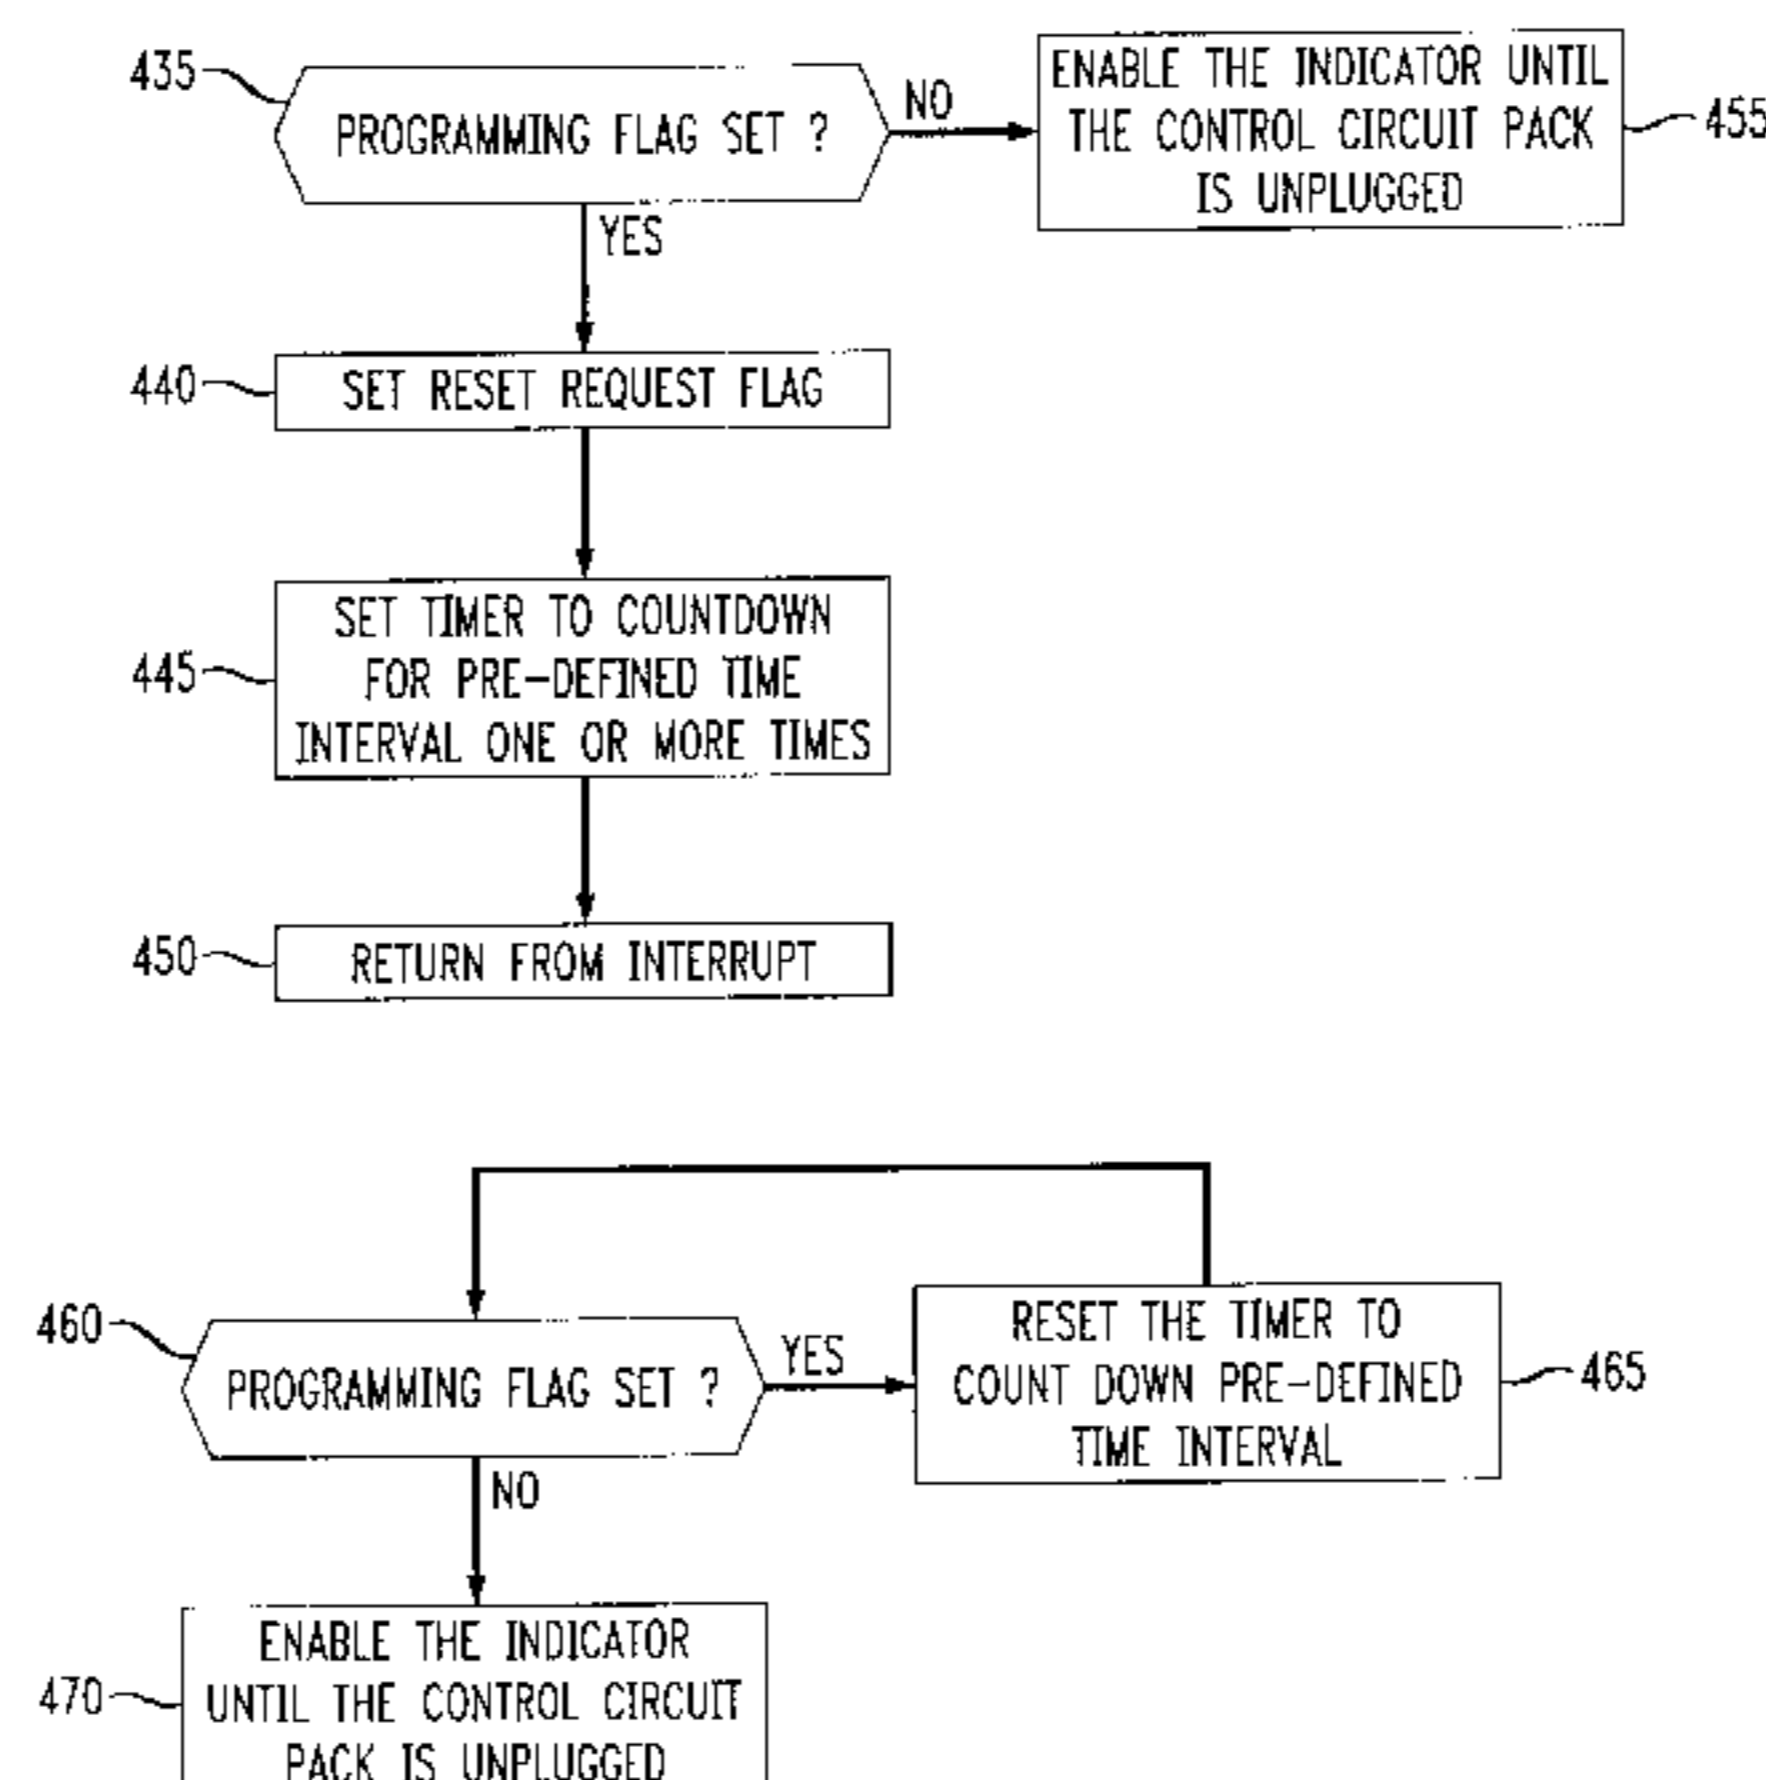 435
PROGRAMMING FLAG SET ?
NO
ENABLE THE INDICATOR UNTIL
THE CONTROL CIRCUIT PACK
IS UNPLUGGED
455
YES
440
SET RESET REQUEST FLAG
445
SET TIMER TO COUNTDOWN
FOR PRE-DEFINED TIME
INTERVAL ONE OR MORE TIMES
450
RETURN FROM INTERRUPT
460
PROGRAMMING FLAG SET ?
YES
RESET THE TIMER TO
COUNT DOWN PRE-DEFINED
TIME INTERVAL
465
NO
470
ENABLE THE INDICATOR
UNTIL THE CONTROL CIRCUIT
PACK IS UNPLUGGED